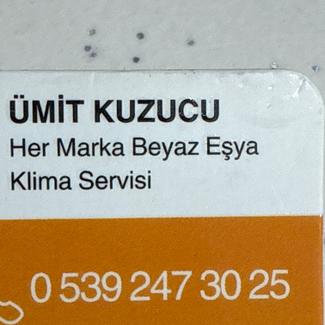 ÜMİT KUZUCU
Her Marka Beyaz Eşya
Klima Servisi
0 539 247 30 25